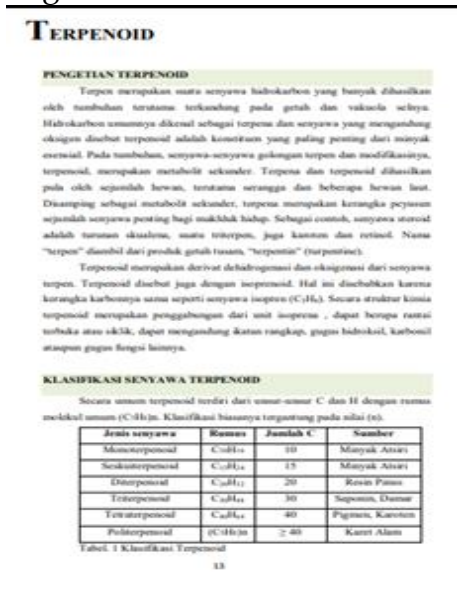 TERPENOID
PENGETIAN TERPENOID
Terpen merupakan suatu senyawa hidrokarbon yang banyak dihasilkan
oleh tumbuhan terutama terkandung pada getah dan vakuola selnya.
Hidrokarbon umumnya dikenal sebagai terpena dan senyawa yang mengandung
oksigen disebut terpenoid adalah konstituen yang paling penting dari minyak
esensial. Pada tumbuhan, senyawa-senyawa golongan terpen dan modifikasinya,
terpenoid, merupakan metabolit sekunder. Terpena dan terpenoid dihasilkan
pula oleh sejumlah hewan, terutama serangga dan beberapa hewan laut.
Disamping sebagai metabolit sekunder, terpena merupakan kerangka peyusun
sejumlah senyawa penting bagi makhluk hidup. Sebagai contoh, senyawa steroid
adalah turunan skualena, suatu triterpen, juga karoten dan retinol. Nama
"terpen" diambil dari produk getah tusam, "terpentin" (turpentine).
Terpenoid merupakan derivat dehidrogenasi dan oksigenasi dari senyawa
terpen. Terpenoid disebut juga dengan isoprenoid. Hal ini disebabkan karena
kerangka karbonnya sama seperti senyawa isopren (C₅H₈). Secara struktur kimia
terpenoid merupakan penggabungan dari unit isoprena , dapat berupa rantai
terbuka atau siklik, dapat mengandung ikatan rangkap, gugus hidroksil, karbonil
ataupun gugus fungsi lainnya.
KLASIFIKASI SENYAWA TERPENOID
Secara umum terpenoid terdiri dari unsur-unsur C dan H dengan rumus
molekul umum (C₅H₈)n. Klasifikasi biasanya tergantung pada nilai (n).
Jenis senyawa Rumus Jumlah C Sumber
Monoterpenoid C₁₀H₁₆ 10 Minyak Atsiri
Seskuiterpenoid C₁₅H₂₄ 15 Minyak Atsiri
Diterpenoid C₂₀H₃₂ 20 Resin Pinus
Triterpenoid C₃₀H₄₈ 30 Saponin, Damar
Tetraterpenoid C₄₀H₆₄ 40 Pigmen, Karoten
Politerpenoid (C₅H₈)n ≥ 40 Karet Alam
Tabel. 1 Klasifikasi Terpenoid
13